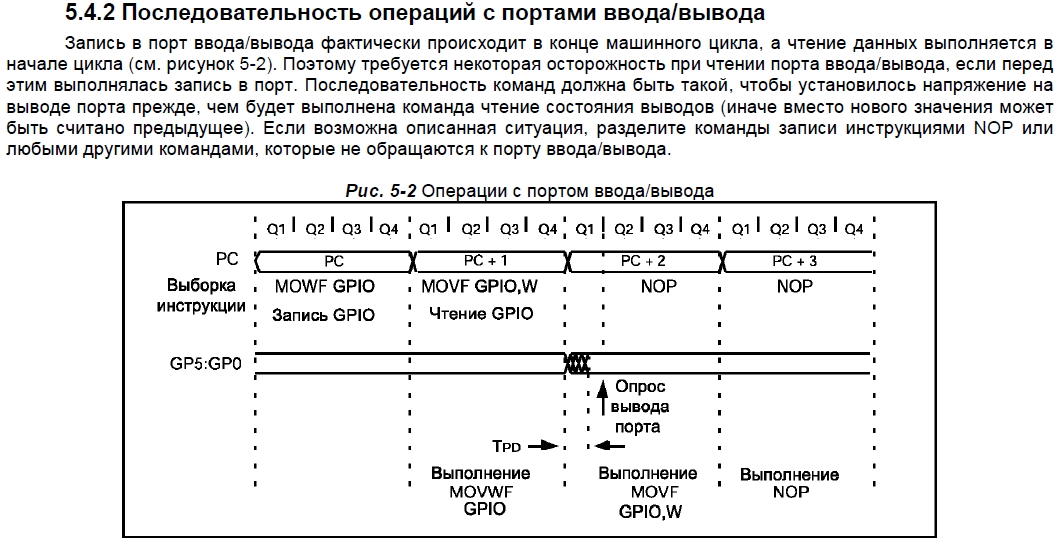 5.4.2 Последовательность операций с портами ввода/вывода
Запись в порт ввода/вывода фактически происходит в конце машинного цикла, а чтение данных выполняется в
начале цикла (см. рисунок 5-2). Поэтому требуется некоторая осторожность при чтении порта ввода/вывода, если перед
этим выполнялась запись в порт. Последовательность команд должна быть такой, чтобы установилось напряжение на
выводе порта прежде, чем будет выполнена команда чтение состояния выводов (иначе вместо нового значения может
быть считано предыдущее). Если возможна описанная ситуация, разделите команды записи инструкциями NOP или
любыми другими командами, которые не обращаются к порту ввода/вывода.
Рис. 5-2 Операции с портом ввода/вывода
Q1 Q2 Q3 Q4 Q1 Q2 Q3 Q4 Q1 Q2 Q3 Q4 Q1 Q2 Q3 Q4
PC PC PC + 1 PC + 2 PC + 3
Выборка MOWF GPIO MOVF GPIO,W NOP NOP
инструкции Запись GPIO Чтение GPIO
GP5:GP0
Опрос
вывода
порта
TPD
Выполнение Выполнение Выполнение
MOVWF MOVF NOP
GPIO GPIO,W